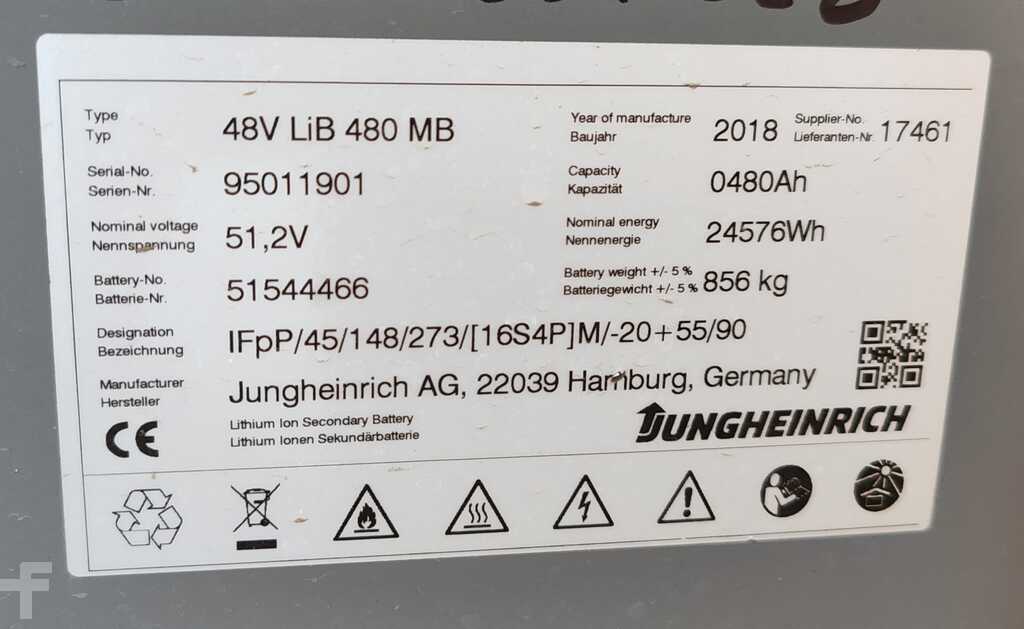 Type
Typ
48V LiB 480 MB
Year of manufacture
Baujahr
2018
Supplier-No.
Lieferanten-Nr.
17461
Serial-No.
Serien-Nr.
95011901
Capacity
Kapazität
0480Ah
Nominal voltage
Nennspannung
51,2V
Nominal energy
Nennenergie
24576Wh
Battery-No.
Batterie-Nr.
51544466
Battery weight +/- 5 %
Batteriegewicht +/- 5 %
856 kg
Designation
Bezeichnung
IFpP/45/148/273/[16S4P]M/-20+55/90
Manufacturer
Hersteller
Jungheinrich AG, 22039 Hamburg, Germany
Lithium Ion Secondary Battery
Lithium Ionen Sekundärbatterie
CE
JUNGHEINRICH